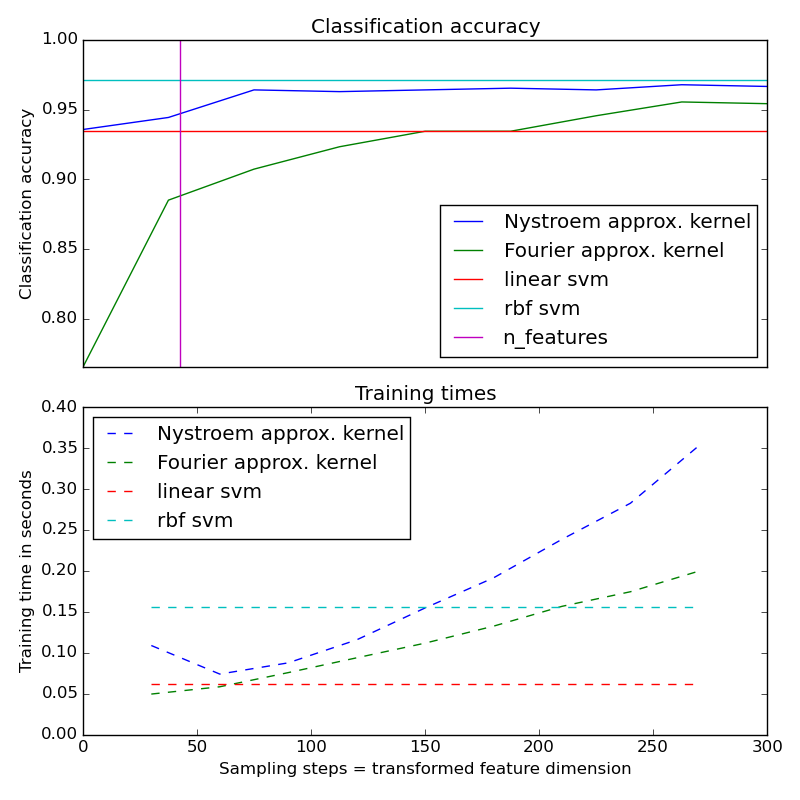 Classification accuracy
1.00
0.95
0.90
0.85
0.80
Classification accuracy
Nystroem approx. kernel
Fourier approx. kernel
linear svm
rbf svm
n_features
Training times
0.40
0.35
0.30
0.25
0.20
0.15
0.10
0.05
0.00
Training time in seconds
Nystroem approx. kernel
Fourier approx. kernel
linear svm
rbf svm
0 50 100 150 200 250 300
Sampling steps = transformed feature dimension